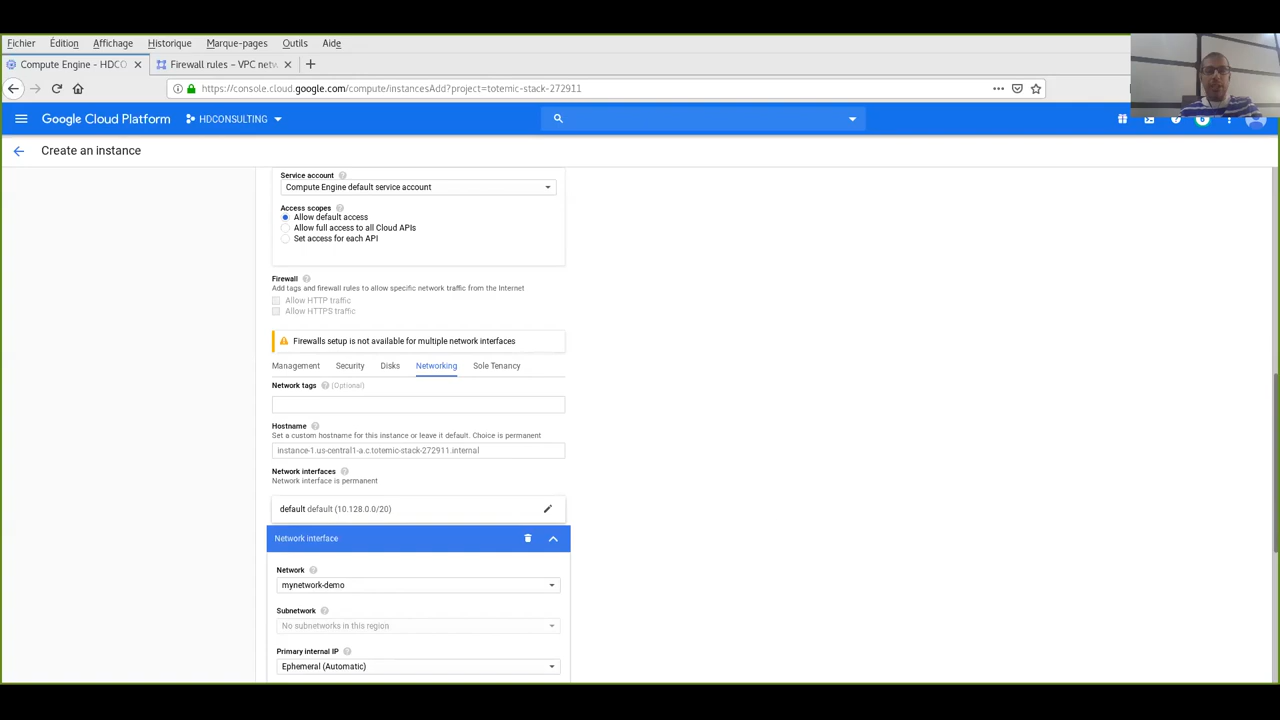 Fichier Édition Affichage Historique Marque-pages Outils Aide
Compute Engine - HDCO Firewall rules – VPC netw
https://console.cloud.google.com/compute/instancesAdd?project=totemic-stack-272911
Google Cloud Platform HDCONSULTING
Create an instance
Service account
Compute Engine default service account
Access scopes
Allow default access
Allow full access to all Cloud APIs
Set access for each API
Firewall
Add tags and firewall rules to allow specific network traffic from the Internet
Allow HTTP traffic
Allow HTTPS traffic
Firewalls setup is not available for multiple network interfaces
Management Security Disks Networking Sole Tenancy
Network tags (Optional)
Hostname
Set a custom hostname for this instance or leave it default. Choice is permanent
instance-1.us-central1-a.c.totemic-stack-272911.internal
Network interfaces
Network interface is permanent
default default (10.128.0.0/20)
Network interface
Network
mynetwork-demo
Subnetwork
No subnetworks in this region
Primary internal IP
Ephemeral (Automatic)